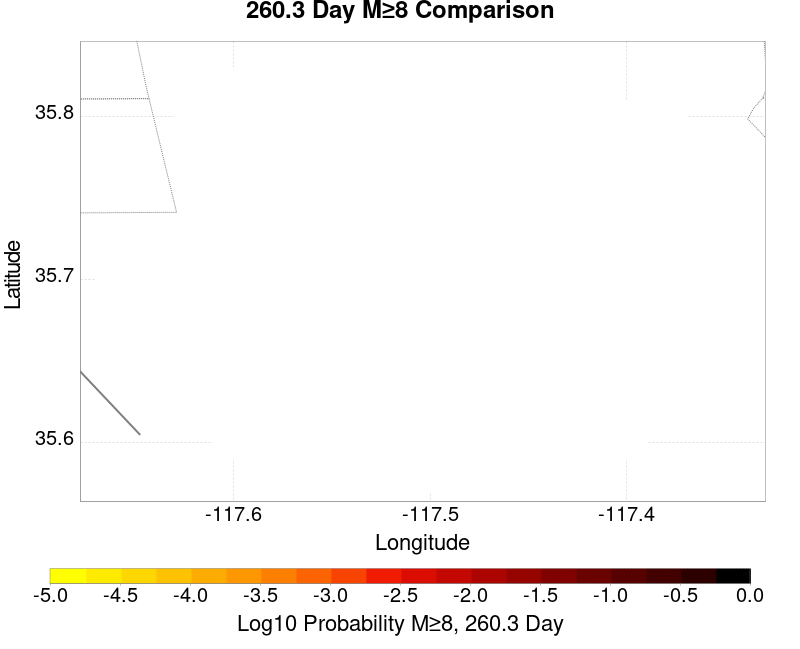 260.3 Day M≥8 Comparison
35.8
35.7
35.6
Latitude
-117.6 -117.5 -117.4
Longitude
-5.0 -4.5 -4.0 -3.5 -3.0 -2.5 -2.0 -1.5 -1.0 -0.5 0.0
Log10 Probability M≥8, 260.3 Day